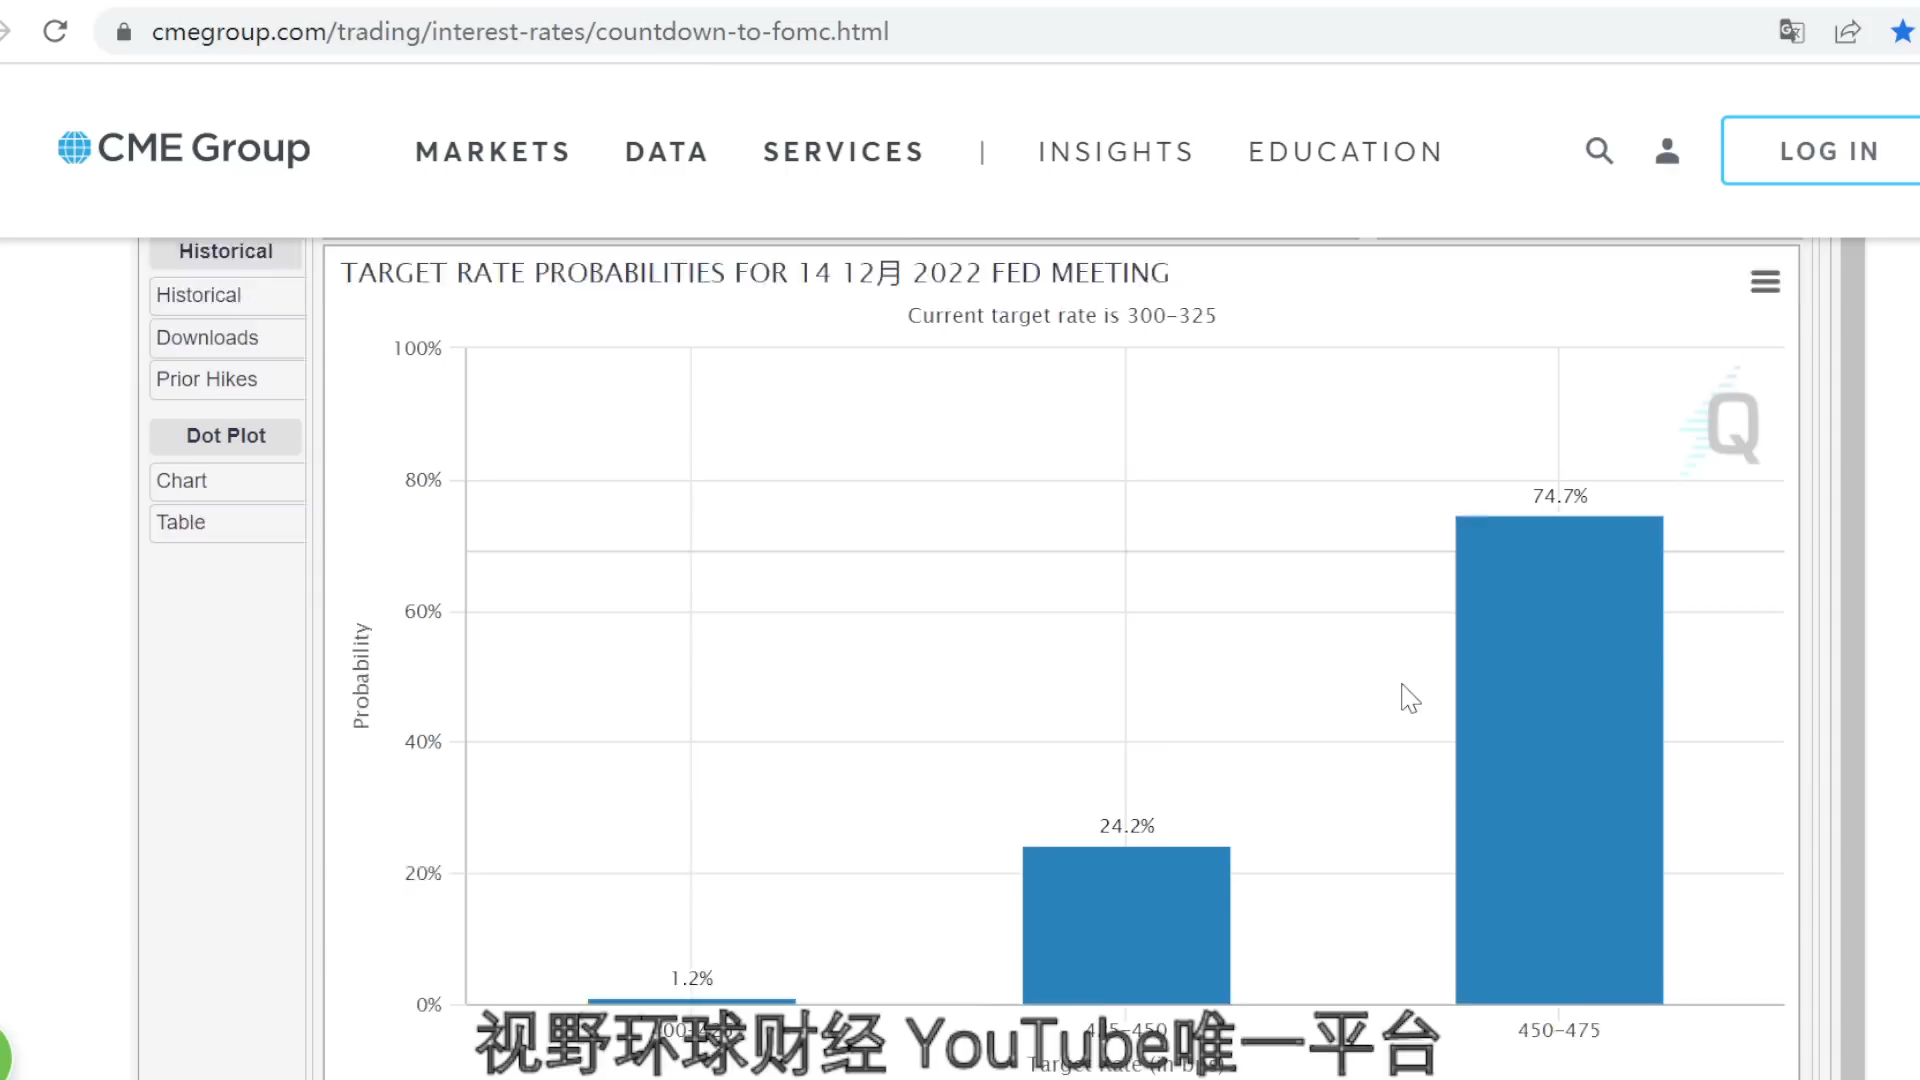 cmegroup.com/trading/interest-rates/countdown-to-fomc.html
CME Group
MARKETS DATA SERVICES | INSIGHTS EDUCATION LOG IN
Historical
Historical
Downloads
Prior Hikes
Dot Plot
Chart
Table
TARGET RATE PROBABILITIES FOR 14 12月 2022 FED MEETING
Current target rate is 300-325
Q
Probability
100%
80%
60%
40%
20%
0%
1.2%
24.2%
74.7%
450-475
Target Rate
视野环球财经 YouTube唯一平台